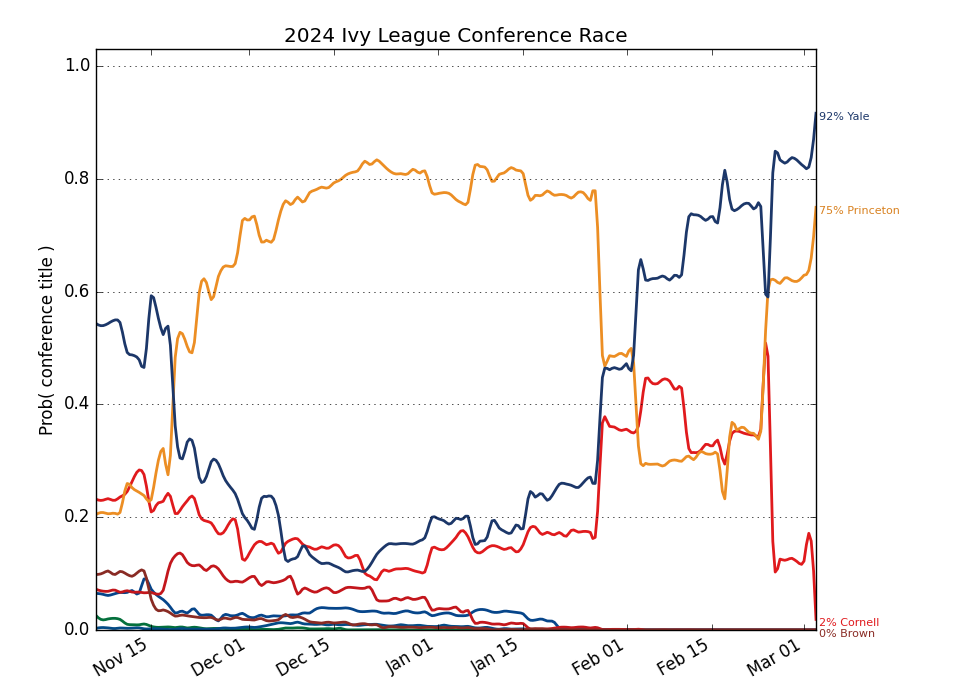 2024 Ivy League Conference Race
Prob( conference title )
1.0
0.8
0.6
0.4
0.2
0.0
Nov 15
Dec 01
Dec 15
Jan 01
Jan 15
Feb 01
Feb 15
Mar 01
92% Yale
75% Princeton
2% Cornell
0% Brown